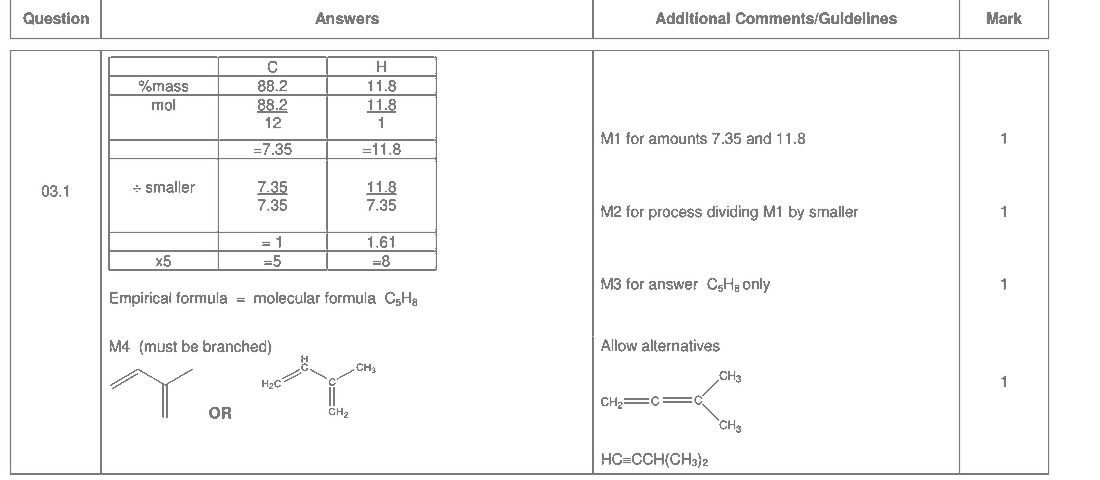 Question Answers Additional Comments/Guidelines Mark
C H
%mass 88.2 11.8
mol 88.2 11.8
12 1
=7.35 =11.8
M1 for amounts 7.35 and 11.8 1
03.1
÷ smaller 7.35 11.8
7.35 7.35
M2 for process dividing M1 by smaller 1
= 1 1.61
x5 =5 =8
M3 for answer C₅H₈ only 1
Empirical formula = molecular formula C₅H₈
M4 (must be branched)
Allow alternatives
H
C CH₃
H₂C C
CH₂
OR
1
CH₃
CH₂ C C
CH₃
HC≡CCH(CH₃)₂